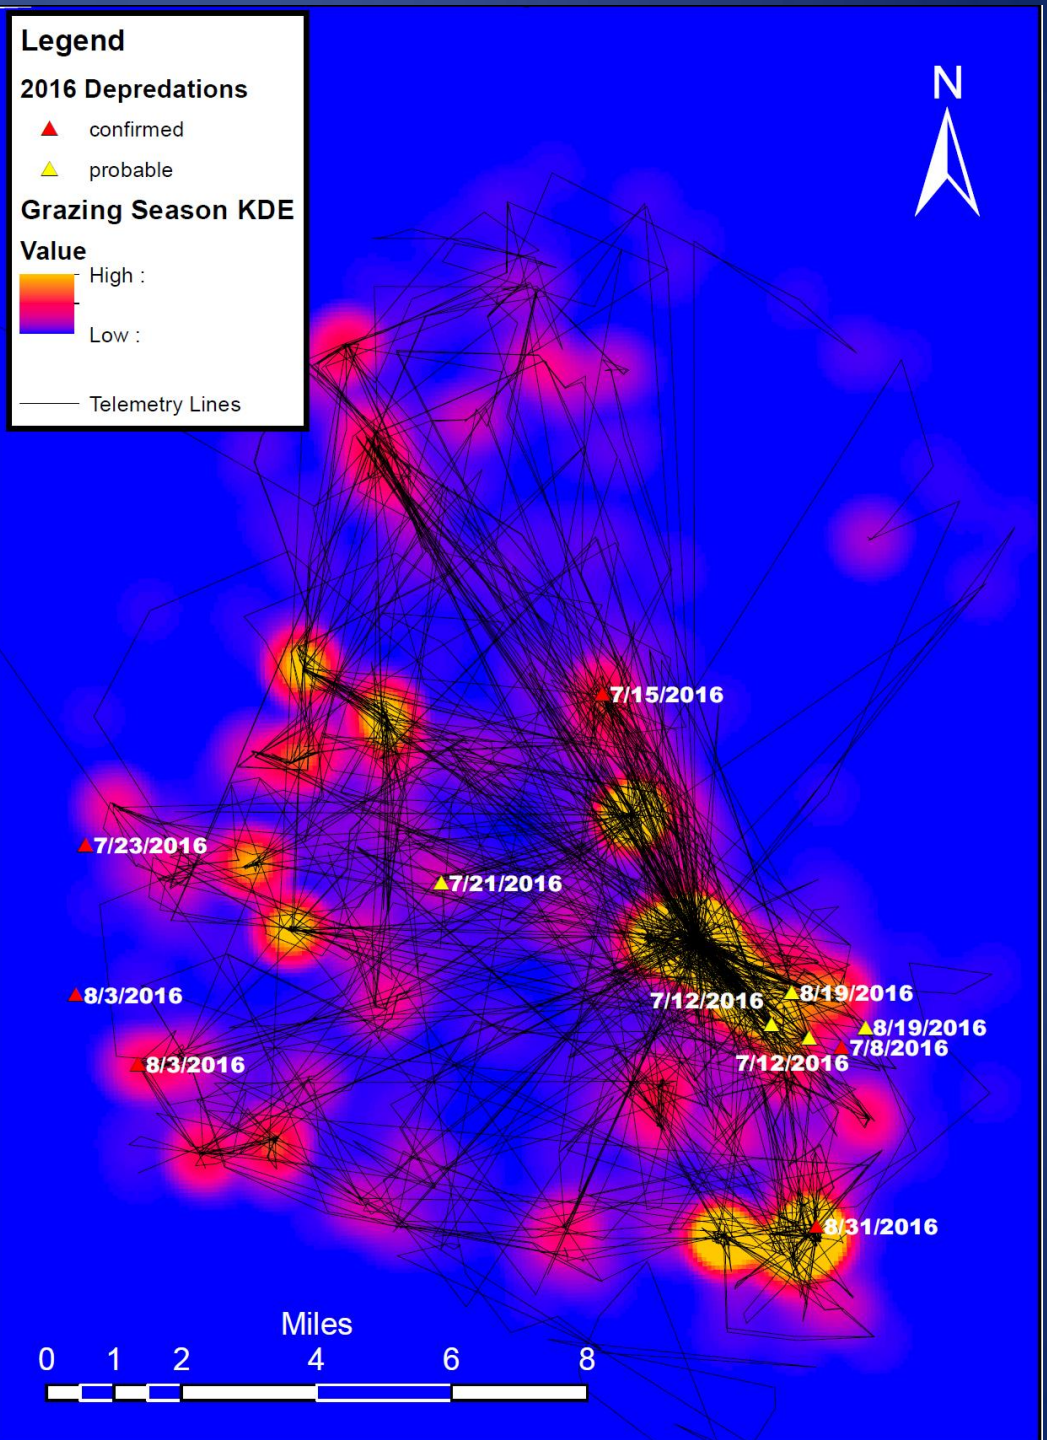 Legend
2016 Depredations
confirmed
probable
Grazing Season KDE
Value
High :
Low :
Telemetry Lines
N
7/15/2016
7/23/2016
7/21/2016
8/3/2016
7/12/2016
8/19/2016
8/19/2016
7/8/2016
7/12/2016
8/3/2016
8/31/2016
Miles
0 1 2 4 6 8